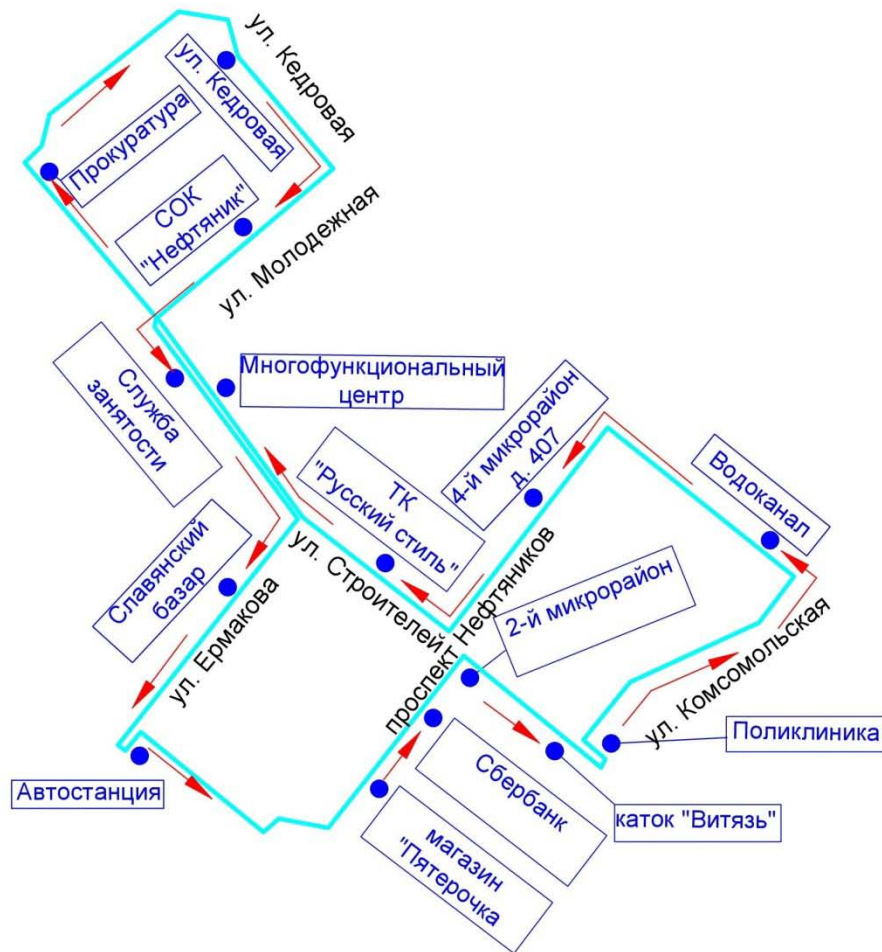 ул. Кедровая
ул. Кедровая
Прокуратура
СОК
"Нефтяник"
ул. Молодежная
Служба
занятости
Многофункциональный
центр
4-й микрорайон
д. 407
Водоканал
ТК
"Русский стиль"
Славянский
базар
ул. Строителей
проспект Нефтяников
2-й микрорайон
ул. Ермакова
ул. Комсомольская
Поликлиника
Автостанция
Сбербанк
каток "Витязь"
магазин
"Пятерочка"